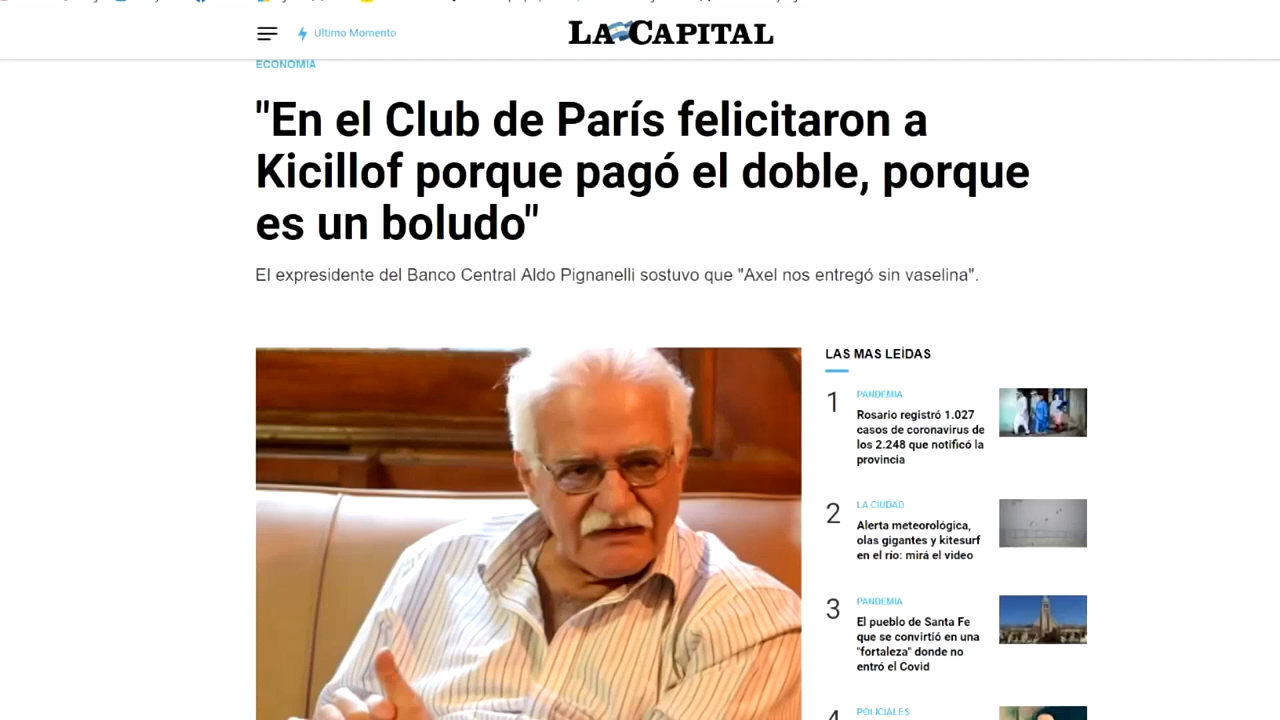 Último Momento
LA CAPITAL
ECONOMÍA
"En el Club de París felicitaron a
Kicillof porque pagó el doble, porque
es un boludo"
El expresidente del Banco Central Aldo Pignanelli sostuvo que "Axel nos entregó sin vaselina".
LAS MAS LEÍDAS
1
PANDEMIA
Rosario registró 1.027
casos de coronavirus de
los 2.248 que notificó la
provincia
2
LA CIUDAD
Alerta meteorológica,
olas gigantes y kitesurf
en el río: mirá el video
3
PANDEMIA
El pueblo de Santa Fe
que se convirtió en una
"fortaleza" donde no
entró el Covid
4
POLICIALES